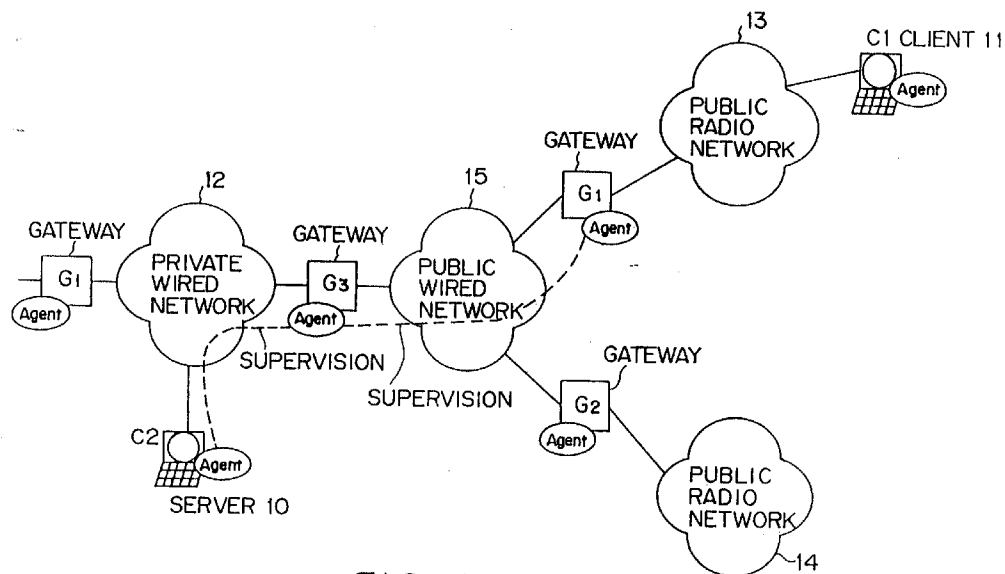 13
C1 CLIENT 11
Agent
PUBLIC
RADIO
NETWORK
GATEWAY
G1
Agent
12
15
GATEWAY
G1
Agent
PRIVATE
WIRED
NETWORK
GATEWAY
G3
Agent
PUBLIC
WIRED
NETWORK
SUPERVISION
SUPERVISION
GATEWAY
G2
Agent
C2
Agent
SERVER 10
PUBLIC
RADIO
NETWORK
14